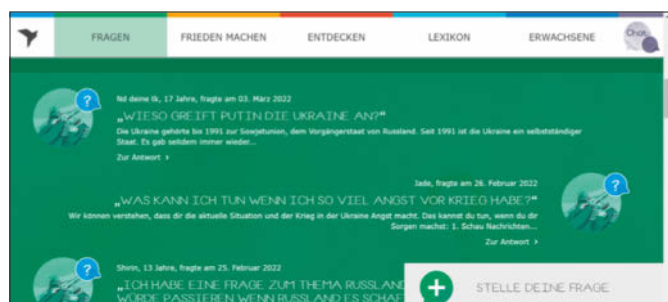 FRAGEN FRIEDEN MACHEN ENTDECKEN LEXIKON ERWACHSENE Chat
?
Nd deine tk, 17 Jahre, fragte am 03. März 2022
„WIESO GREIFT PUTIN DIE UKRAINE AN?“
Die Ukraine gehörte bis 1991 zur Sowjetunion, dem Vorgängerstaat von Russland. Seit 1991 ist die Ukraine ein selbstständiger
Staat. Es gab seitdem immer wieder...
Zur Antwort ›
Jade, fragte am 26. Februar 2022
?
„WAS KANN ICH TUN WENN ICH SO VIEL ANGST VOR KRIEG HABE?“
Wir können verstehen, dass dir die aktuelle Situation und der Krieg in der Ukraine Angst macht. Das kannst du tun, wenn du dir
Sorgen machst: 1. Schau Nachrichten...
Zur Antwort ›
?
Shirin, 13 Jahre, fragte am 25. Februar 2022
„ICH HABE EINE FRAGE ZUM THEMA RUSSLAND
WÜRDE PASSIEREN WENN RUSSLAND ES SCHAF
+ STELLE DEINE FRAGE